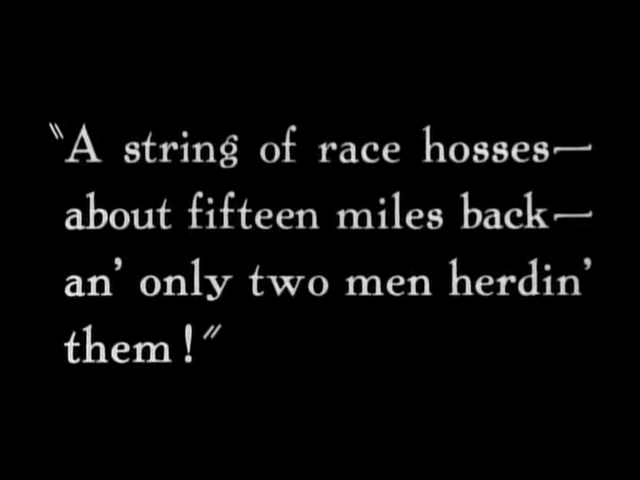 "A string of race hosses—
about fifteen miles back—
an' only two men herdin'
them!"